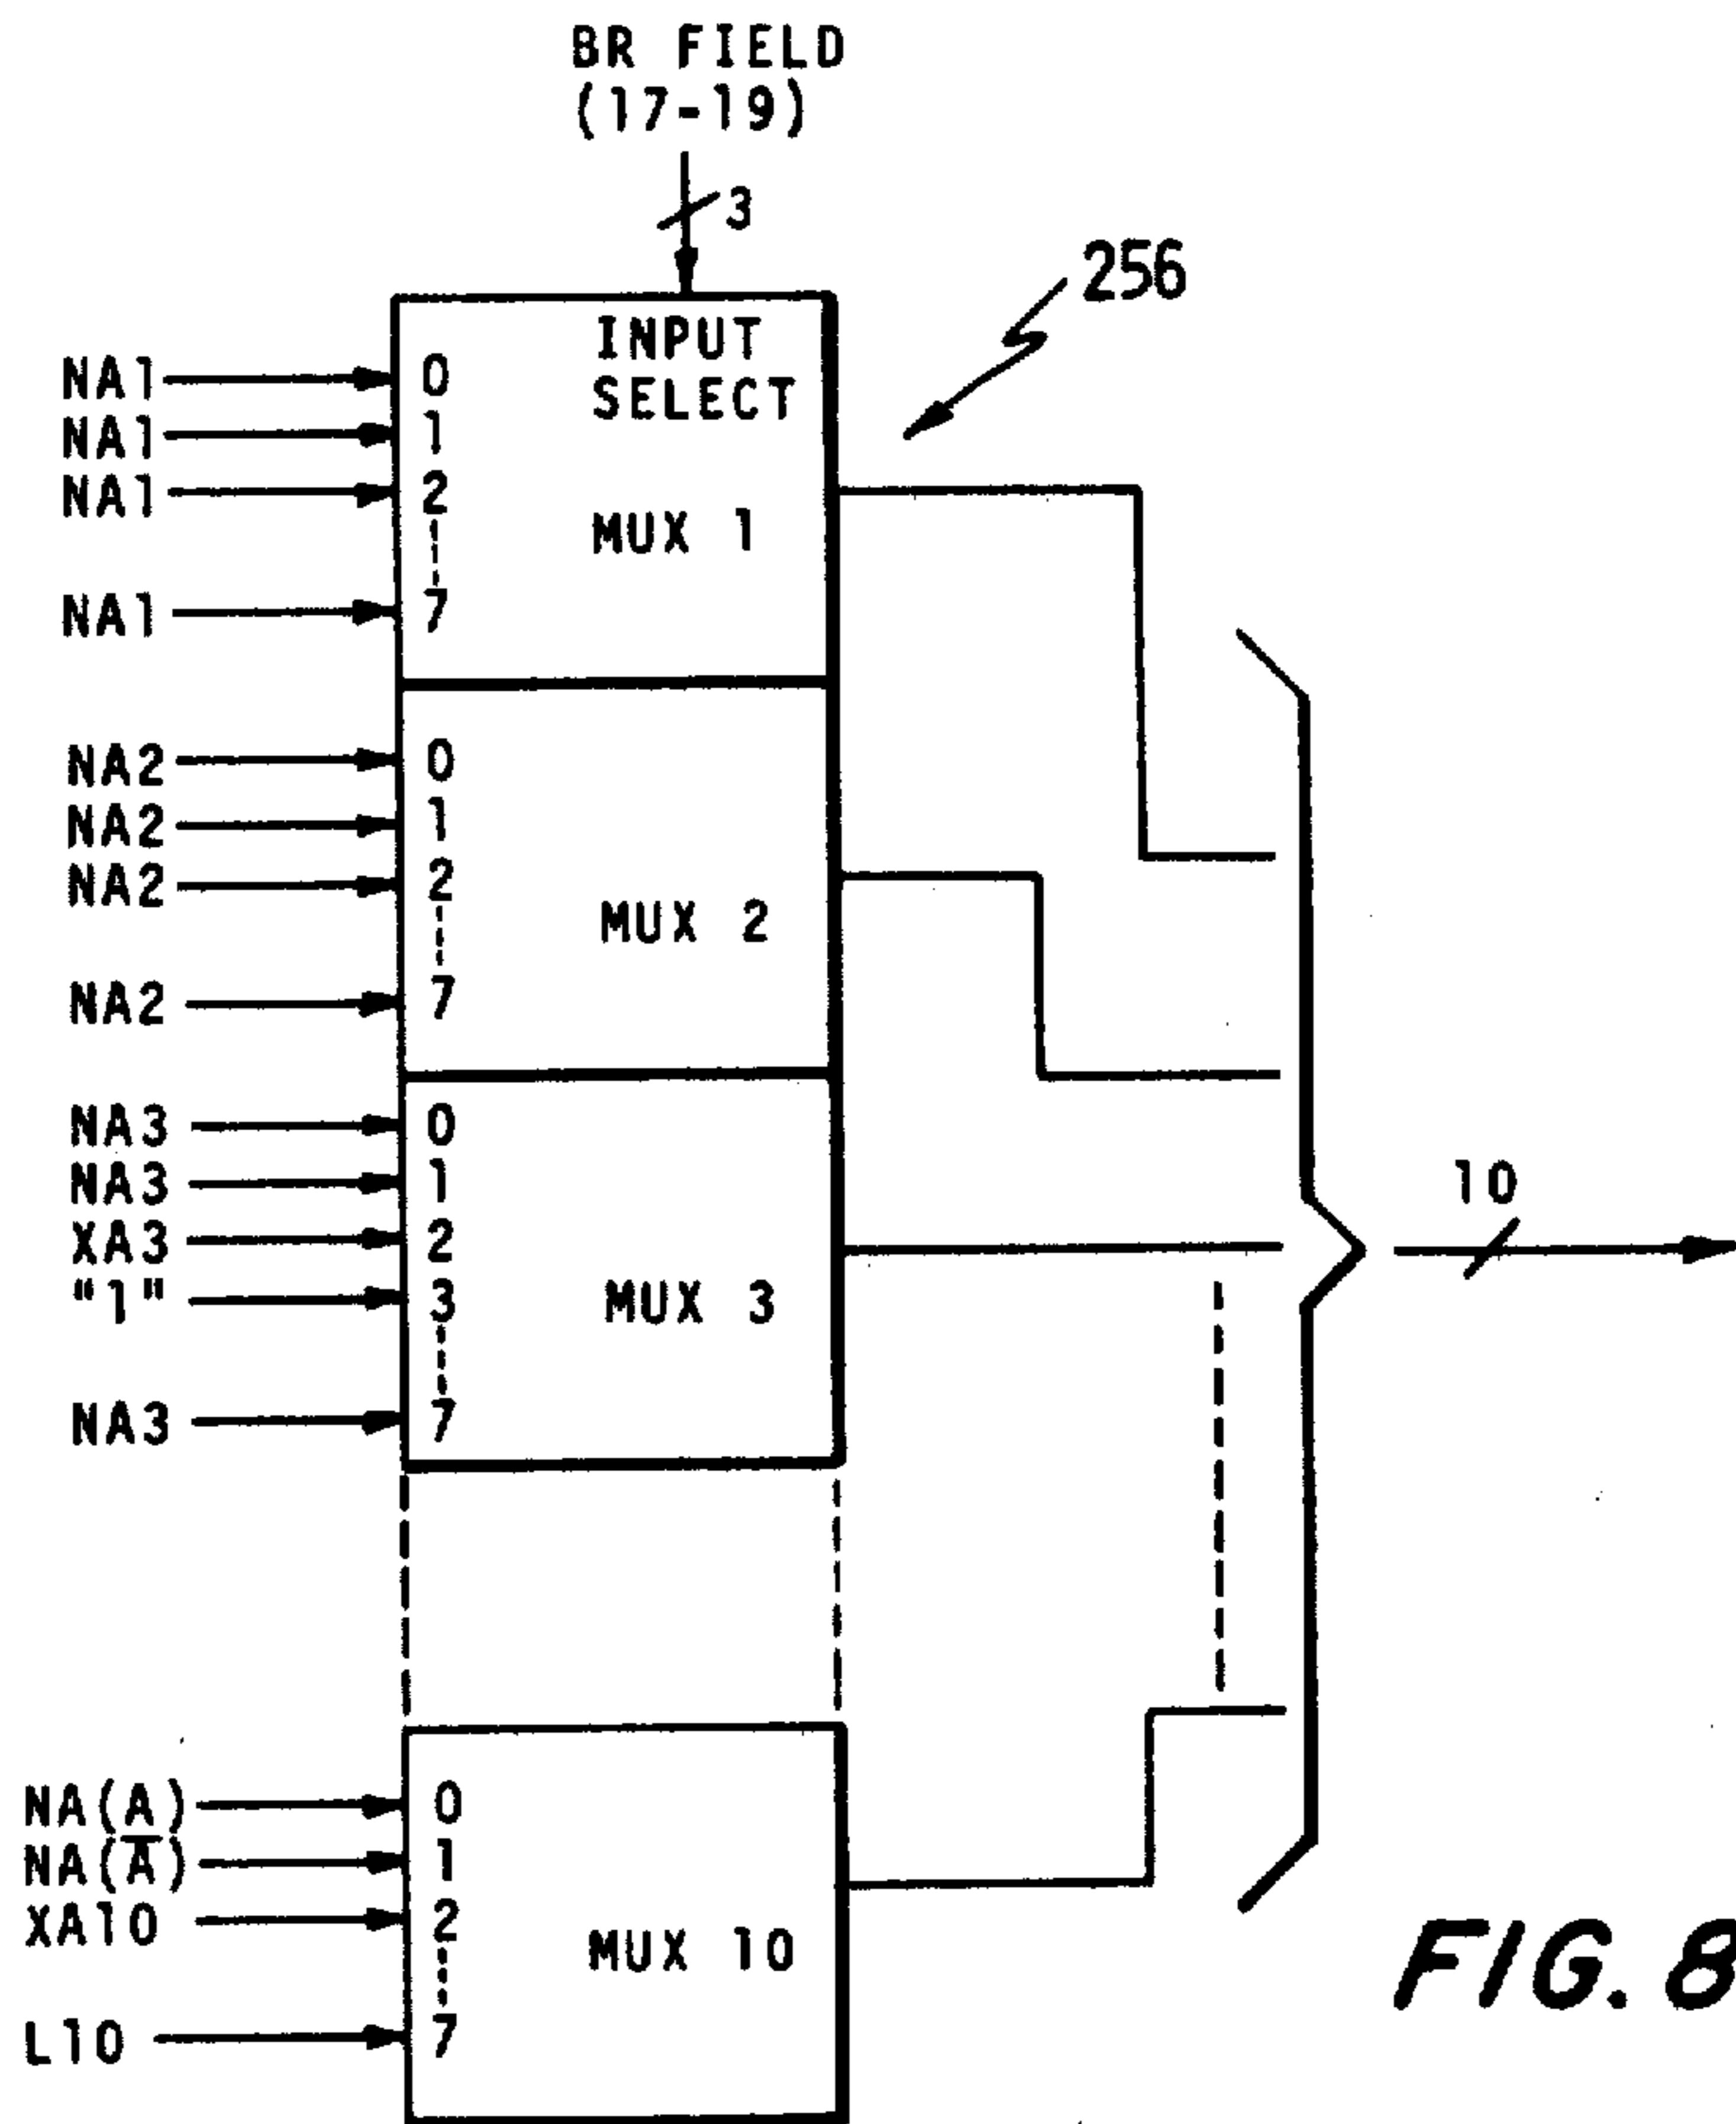 BR FIELD
(17-19)
3
256
INPUT
SELECT
NA1 0
NA1 1
NA1 2
MUX 1
NA1 7
NA2 0
NA2 1
NA2 2
MUX 2
NA2 7
NA3 0
NA3 1
XA3 2
"1" 3
MUX 3
NA3 7
10
NA(A) 0
NA(A̅) 1
XA10 2
MUX 10
L10 7
FIG. 8